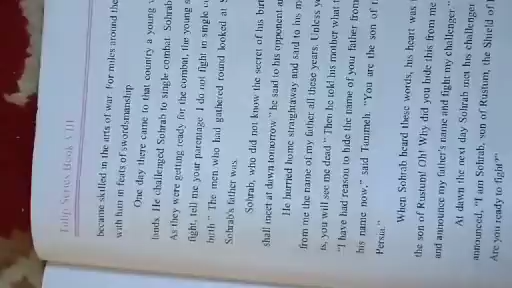 Tulip Series Book VIII
became skilled in the arts of war. For miles around the
with him in feats of swordsmanship.
One day there came to that country a young
lands. He challenged Sohrab to single combat. Sohrab
As they were getting ready for the combat, the young
fight, tell me your parentage. I do not fight in single
birth." The men who had gathered round looked at
Sohrab's father was.
Sohrab, who did not know the secret of his birt
shall meet at dawn tomorrow," he said to his opponent
He hurried home straightaway and said to his m
from me the name of my father all these years. Unless
is, you will see me dead." Then he told his mother what
"I have had reason to hide the name of your father from
his name now," said Tummeh. "You are the son of
Persia."
When Sohrab heard these words, his heart was
the son of Rustum! Oh! Why did you hide this from me
and announce my father's name and fight my challenger."
At dawn the next day Sohrab met his challenger
announced, "I am Sohrab, son of Rustum, the Shield of
Are you ready to fight?"